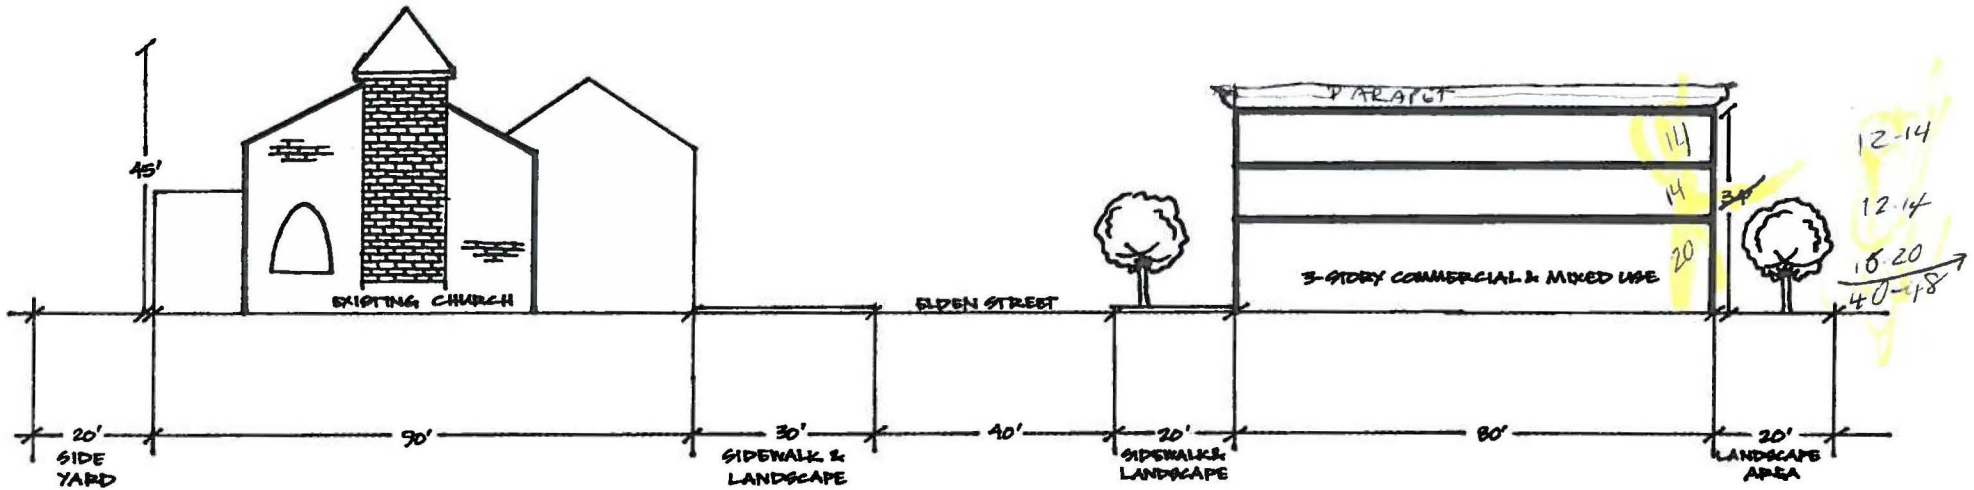 PARAPET
14
12-14
45'
14
12-14
20
16-20
3-STORY COMMERCIAL & MIXED USE
EXISTING CHURCH
ELDEN STREET
40-48
20'
90'
30'
40'
20'
80'
20'
SIDE
YARD
SIDEWALK &
LANDSCAPE
SIDEWALK &
LANDSCAPE
LANDSCAPE
AREA